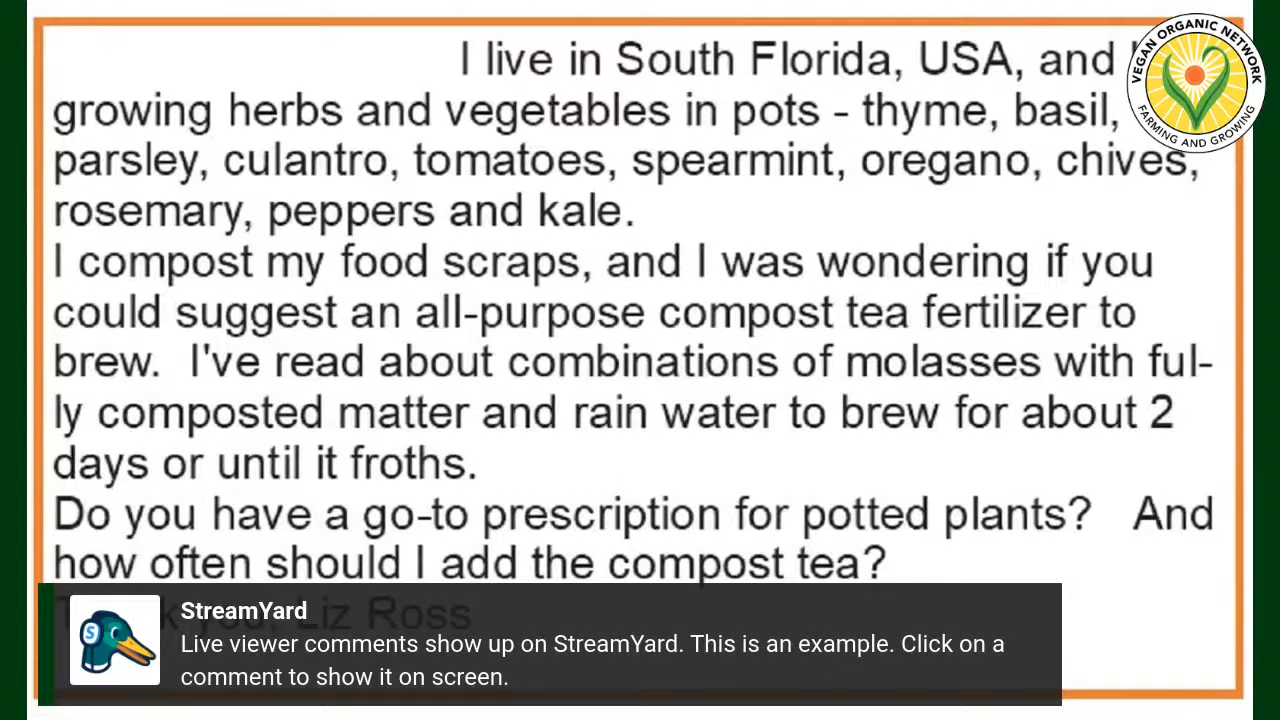 I live in South Florida, USA, and
growing herbs and vegetables in pots - thyme, basil,
parsley, culantro, tomatoes, spearmint, oregano, chives,
rosemary, peppers and kale.
I compost my food scraps, and I was wondering if you
could suggest an all-purpose compost tea fertilizer to
brew. I've read about combinations of molasses with ful-
ly composted matter and rain water to brew for about 2
days or until it froths.
Do you have a go-to prescription for potted plants? And
how often should I add the compost tea?
Liz Ross
VEGAN ORGANIC NETWORK
FARMING AND GROWING
S
StreamYard
Live viewer comments show up on StreamYard. This is an example. Click on a
comment to show it on screen.